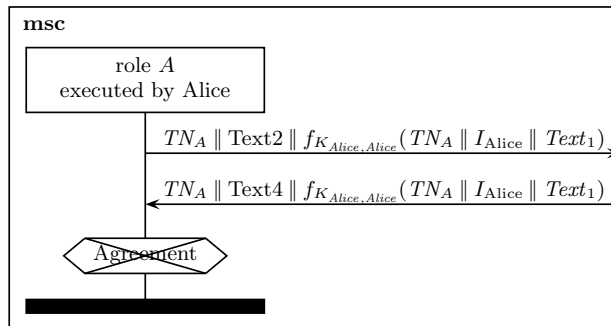 msc
role A
executed by Alice
TN_A ∥ Text2 ∥ f_{K_{Alice,Alice}}(TN_A ∥ I_Alice ∥ Text_1)
TN_A ∥ Text4 ∥ f_{K_{Alice,Alice}}(TN_A ∥ I_Alice ∥ Text_1)
Agreement